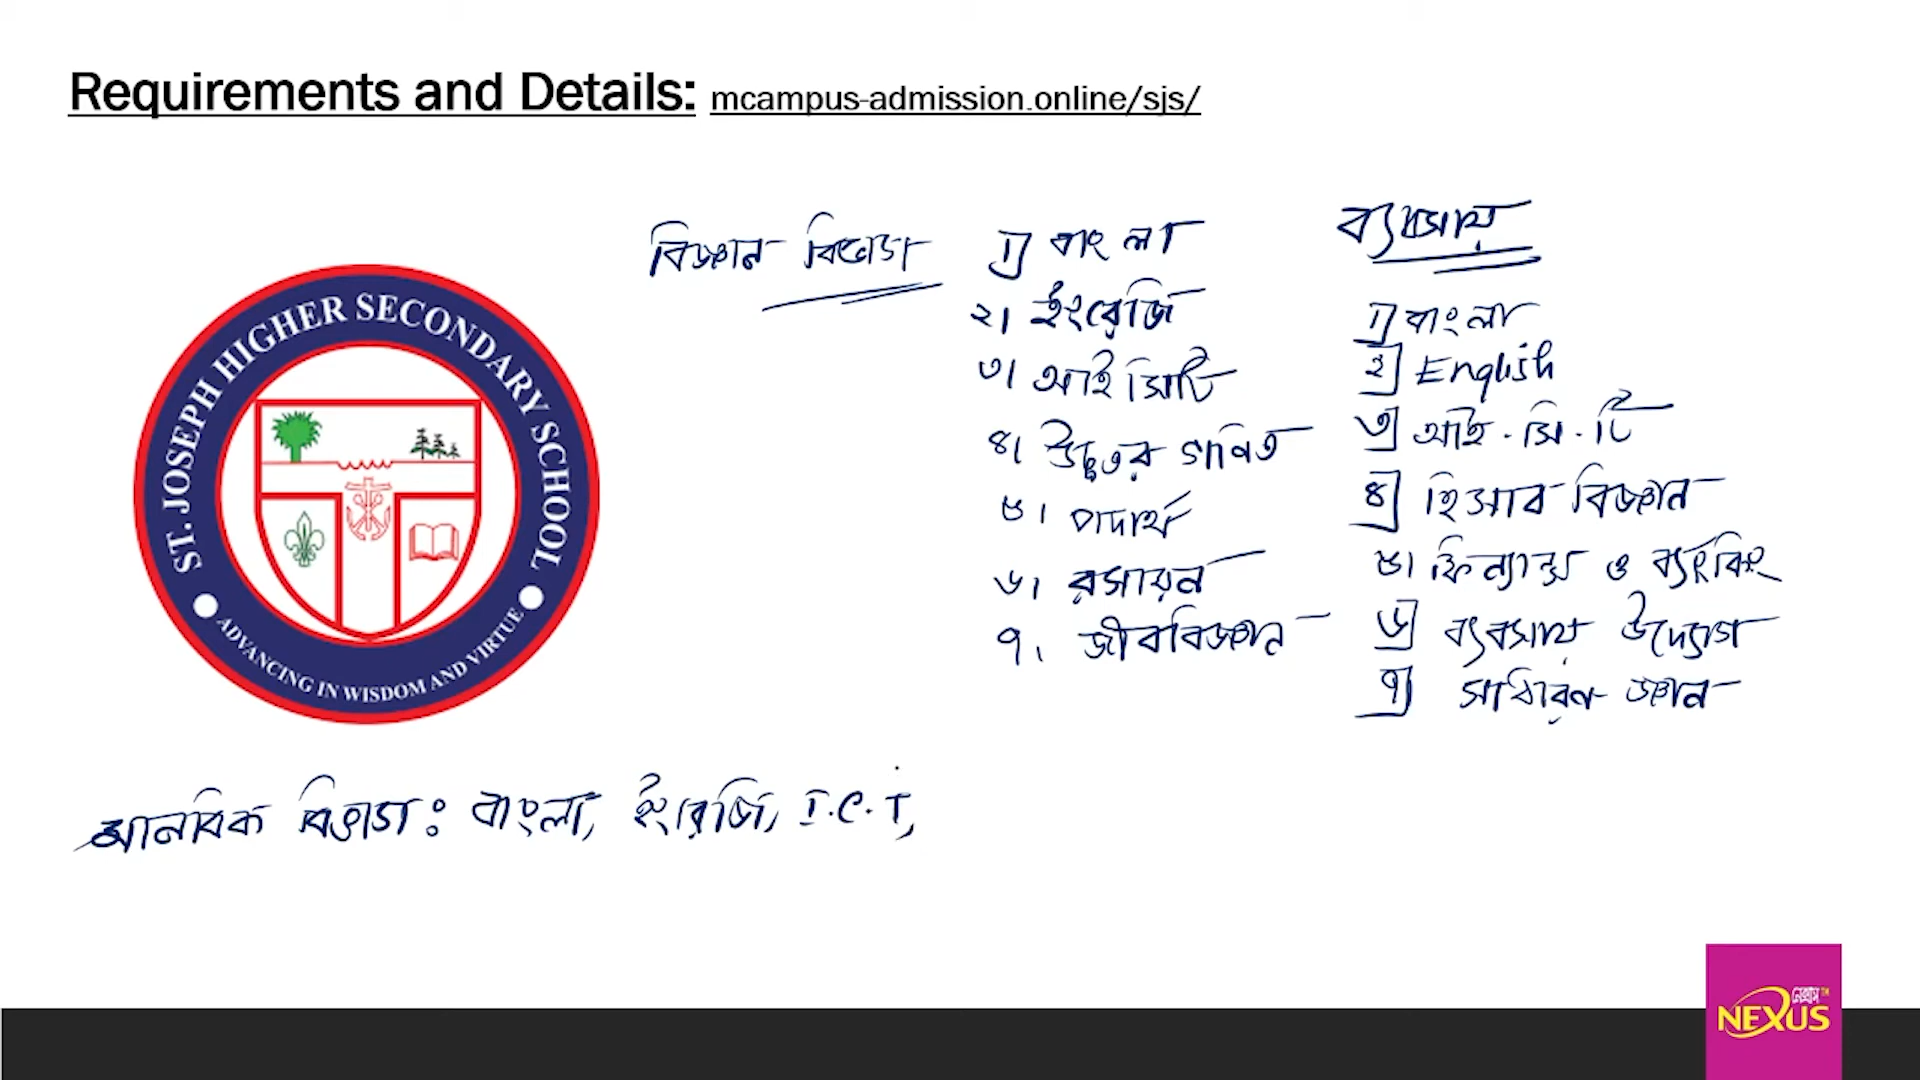 Requirements and Details: mcampus-admission.online/sjs/
ST. JOSEPH HIGHER SECONDARY SCHOOL
ADVANCING IN WISDOM AND VIRTUE
বিজ্ঞান বিভাগ
১) বাংলা
২। ইংরেজি
৩। আই সিটি
৪। উচ্চতর গনিত
৫। পদার্থ
৬। রসায়ন
৭। জীববিজ্ঞান
ব্যবসায়
১) বাংলা
২) English
৩) আই.সি.টি
৪) হিসাব বিজ্ঞান
৫। ফিন্যান্স ও ব্যাংকিং
৬) ব্যবসায় উদ্যোগ
৭) সাধারণ জ্ঞান
মানবিক বিভাগঃ বাংলা, ইংরেজি, I.C.T,
নেক্সাস™
NEXUS